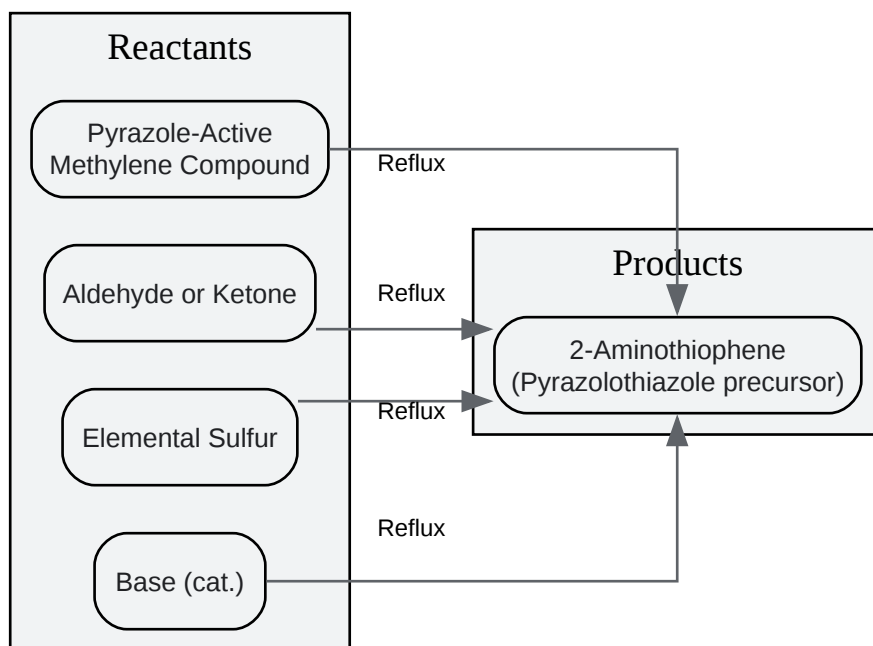 Reactants
Pyrazole-Active
Methylene Compound
Reflux
Aldehyde or Ketone
Reflux
Elemental Sulfur
Reflux
Base (cat.)
Reflux
Products
2-Aminothiophene
(Pyrazolothiazole precursor)